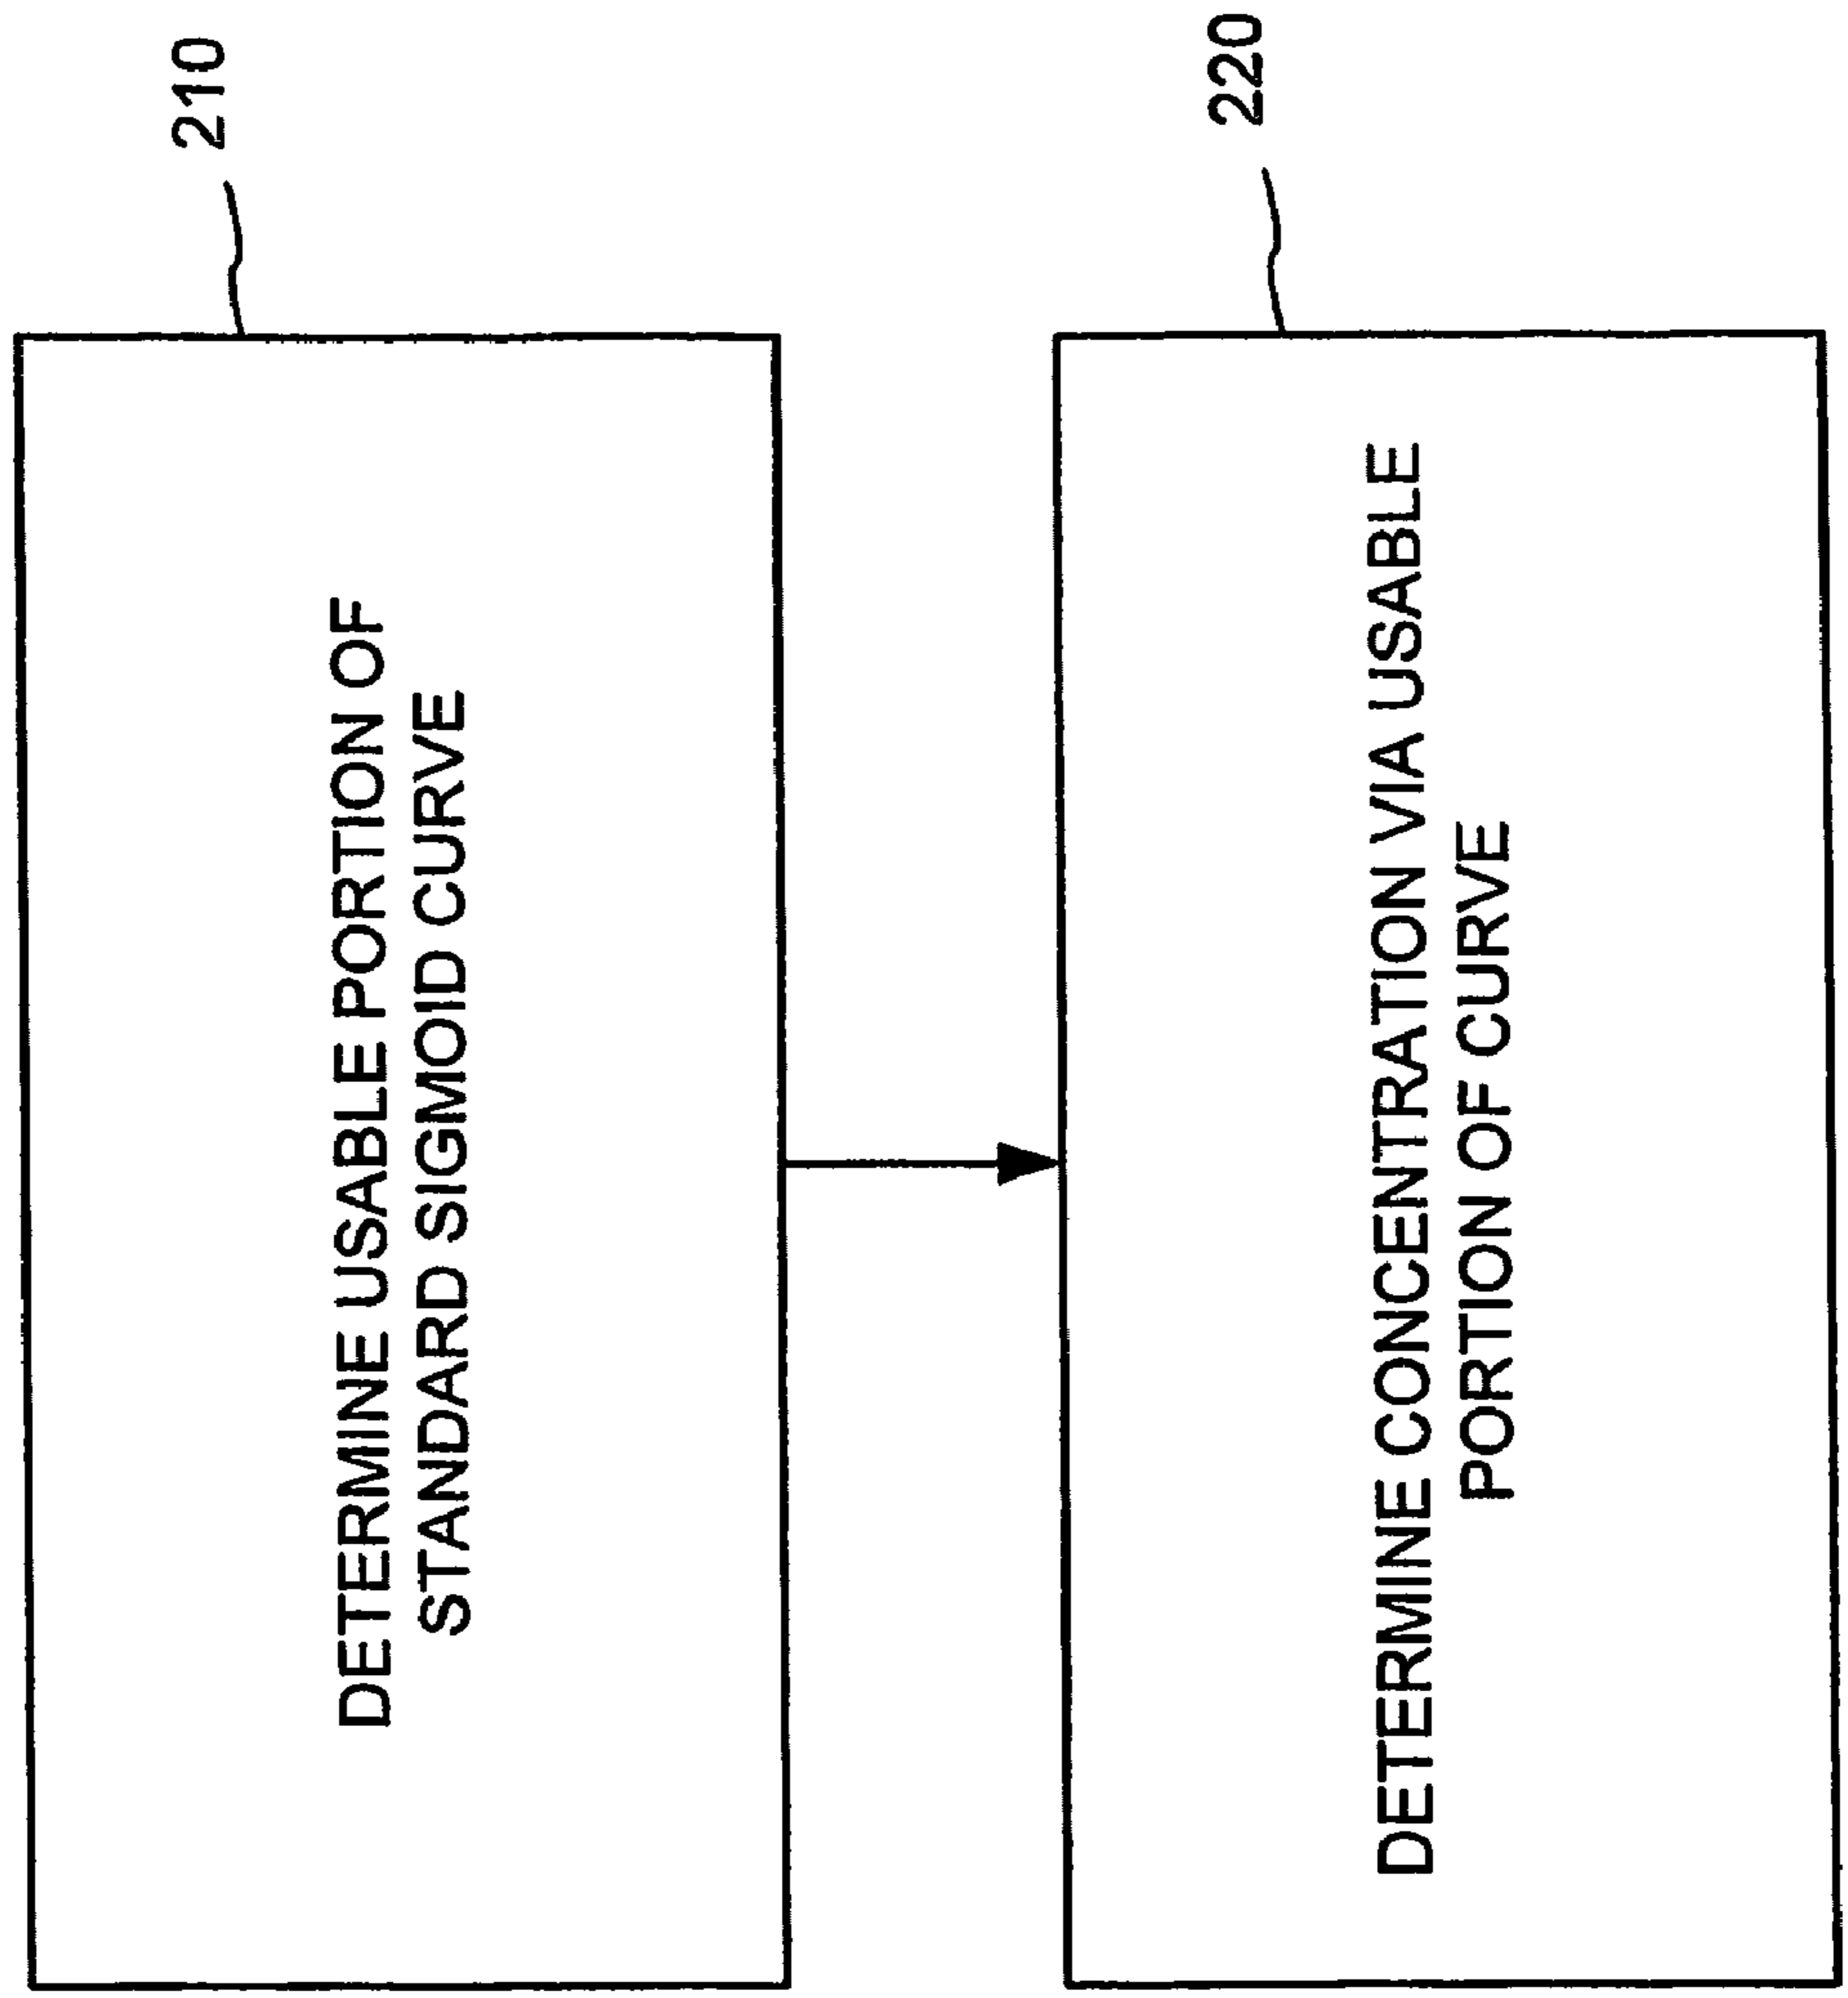 DETERMINE USABLE PORTION OF
STANDARD SIGMOID CURVE
210
DETERMINE CONCENTRATION VIA USABLE
PORTION OF CURVE
220